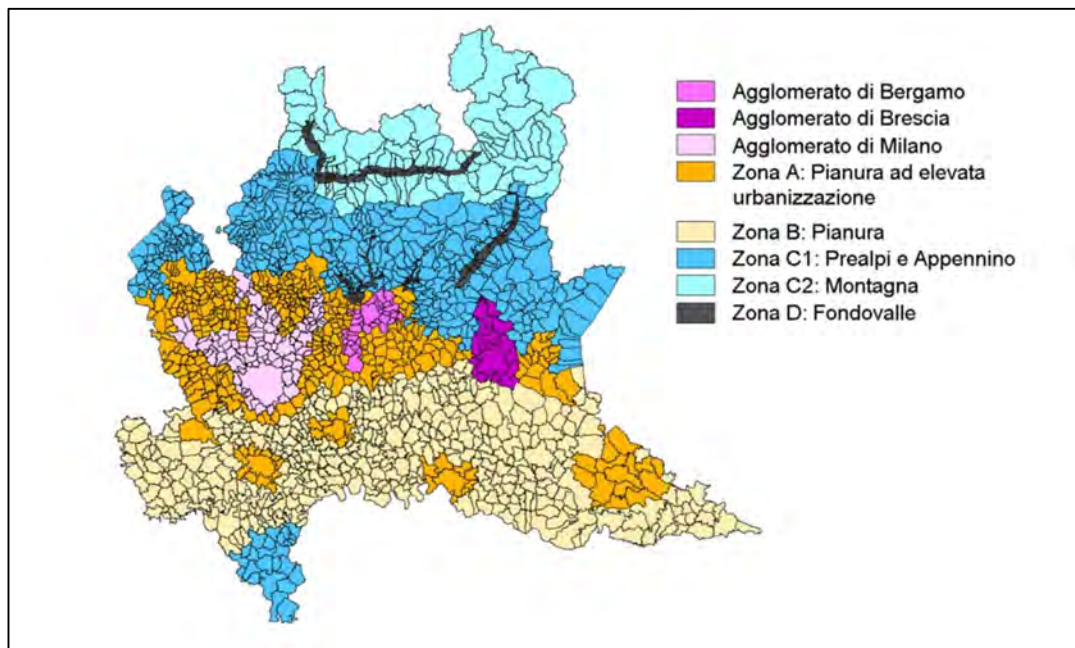 Agglomerato di Bergamo
Agglomerato di Brescia
Agglomerato di Milano
Zona A: Pianura ad elevata
urbanizzazione
Zona B: Pianura
Zona C1: Prealpi e Appennino
Zona C2: Montagna
Zona D: Fondovalle